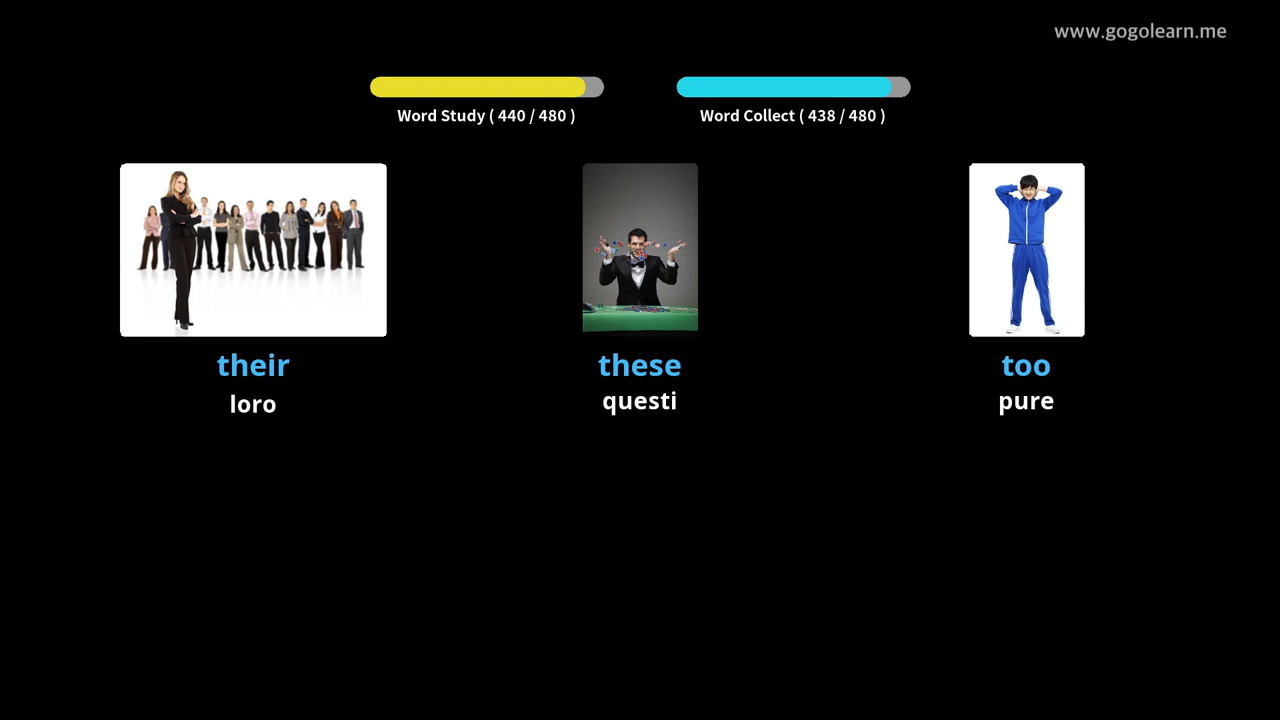 www.gogolearn.me
Word Study ( 440 / 480 )
Word Collect ( 438 / 480 )
their
these
too
loro
questi
pure